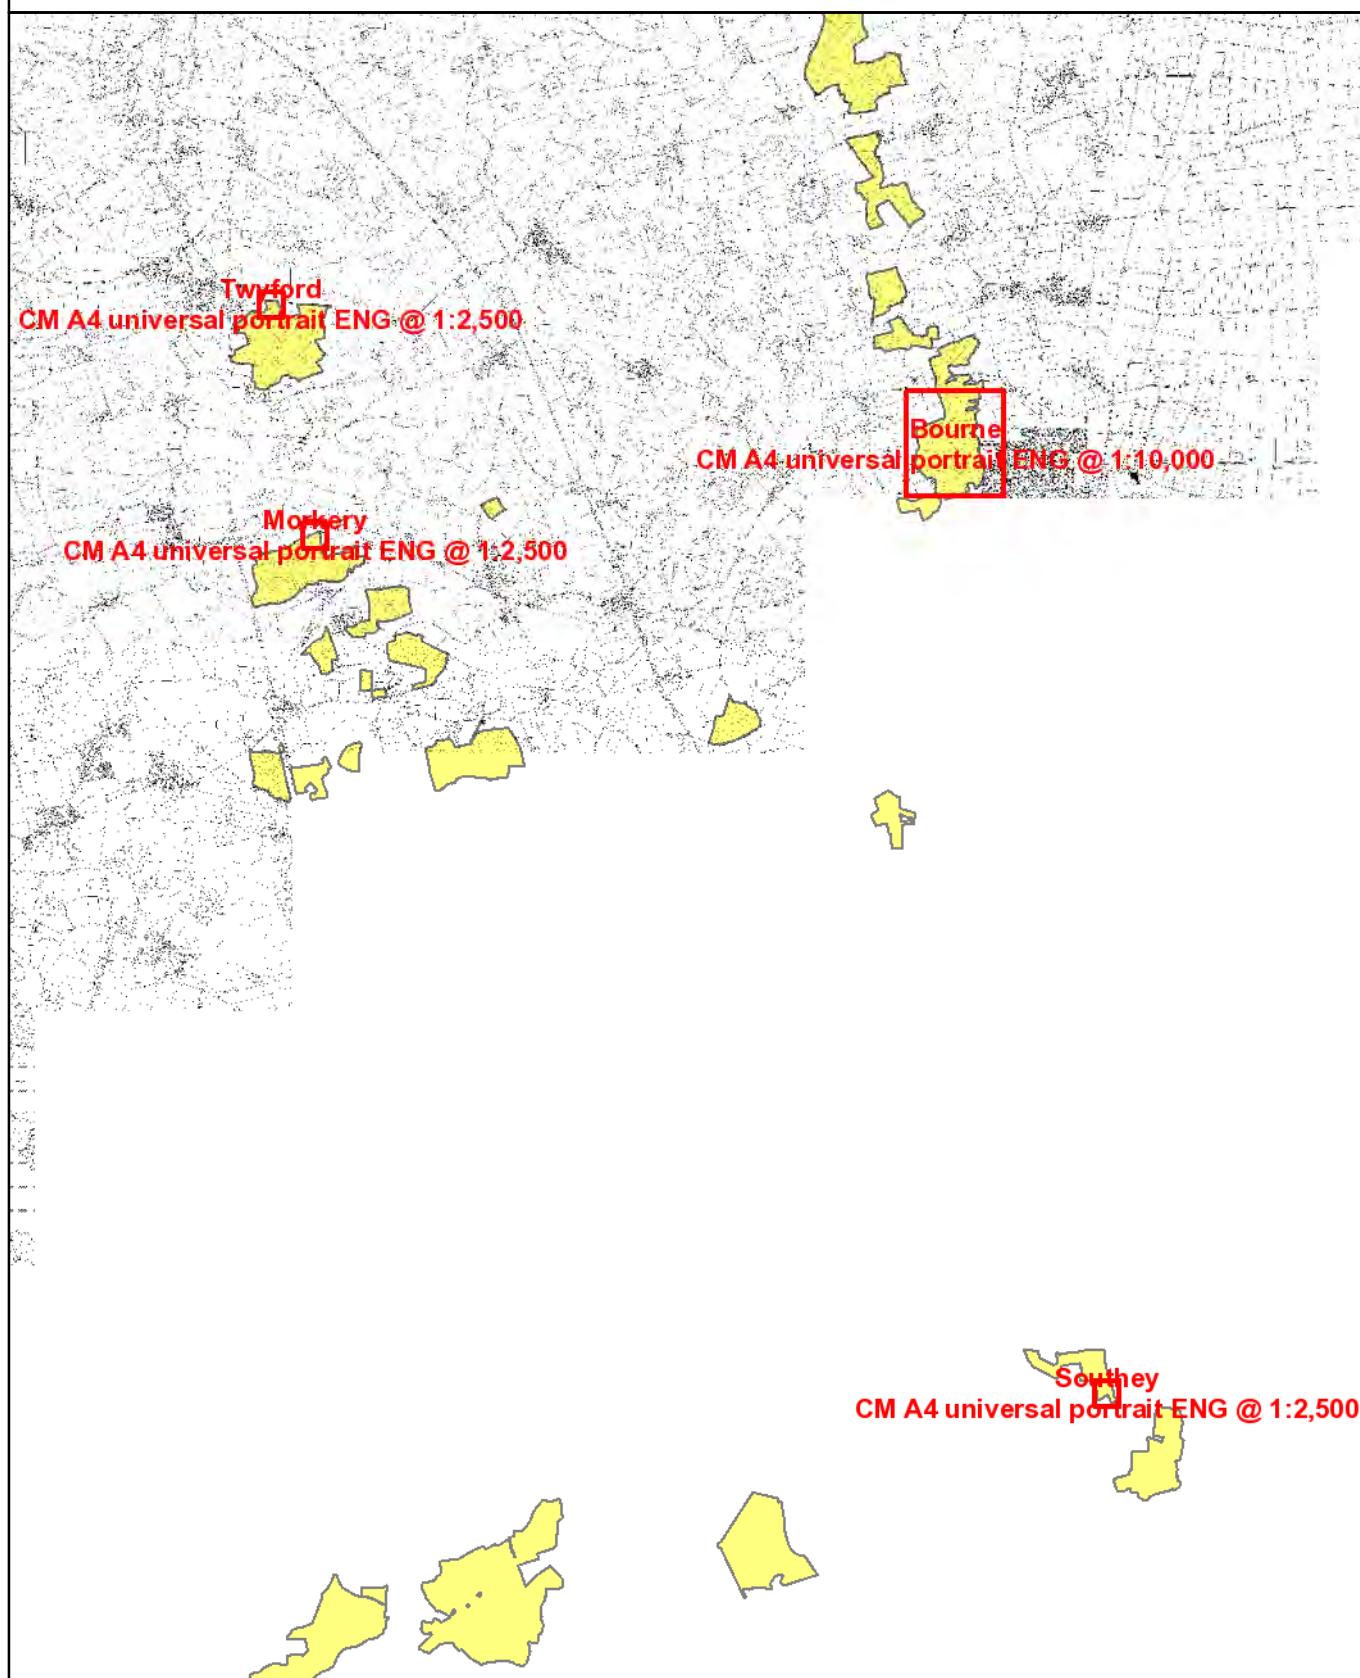 Twyford
CM A4 universal portrait ENG @ 1:2,500
Bourne
CM A4 universal portrait ENG @ 1:10,000
Morkery
CM A4 universal portrait ENG @ 1:2,500
Southey
CM A4 universal portrait ENG @ 1:2,500